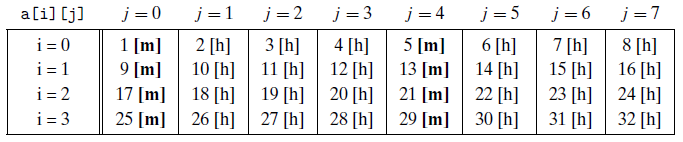 a[i][j] j = 0 j = 1 j = 2 j = 3 j = 4 j = 5 j = 6 j = 7
i = 0 1 [m] 2 [h] 3 [h] 4 [h] 5 [m] 6 [h] 7 [h] 8 [h]
i = 1 9 [m] 10 [h] 11 [h] 12 [h] 13 [m] 14 [h] 15 [h] 16 [h]
i = 2 17 [m] 18 [h] 19 [h] 20 [h] 21 [m] 22 [h] 23 [h] 24 [h]
i = 3 25 [m] 26 [h] 27 [h] 28 [h] 29 [m] 30 [h] 31 [h] 32 [h]